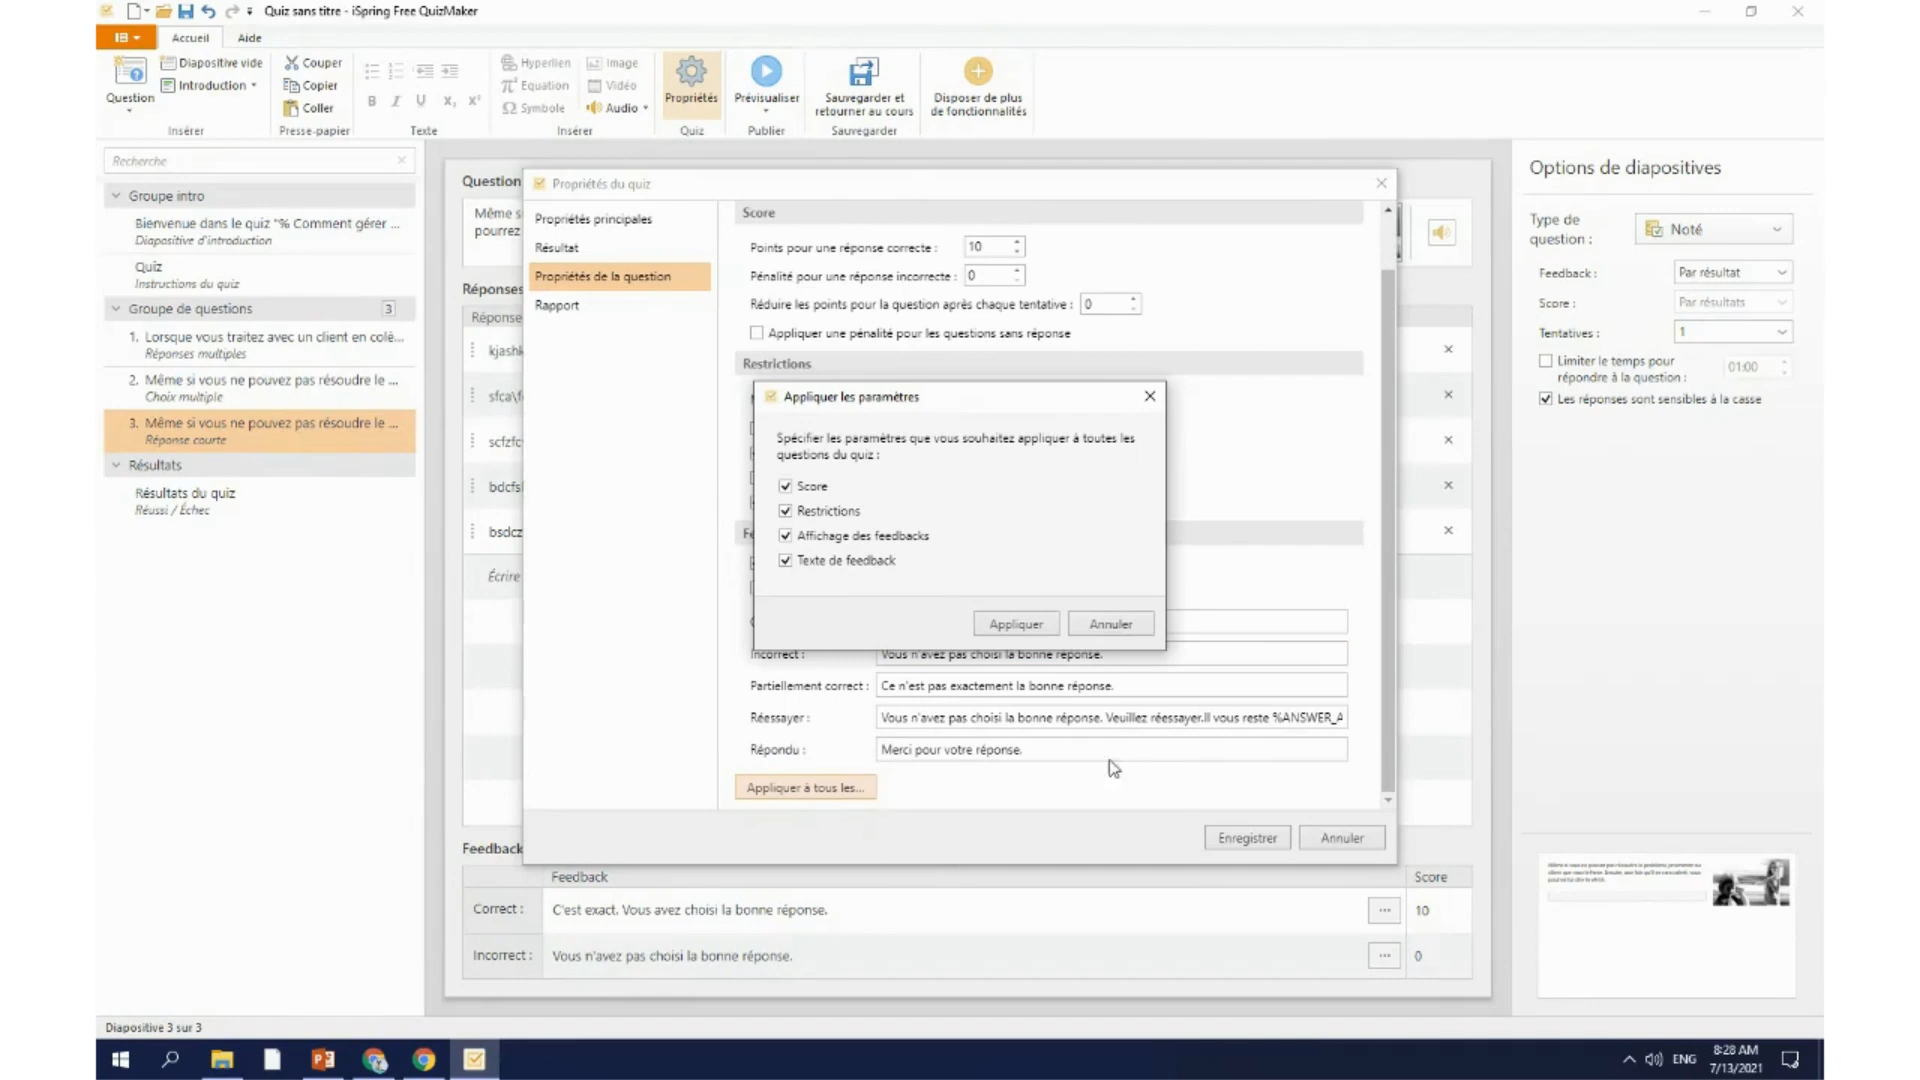 Quiz sans titre - iSpring Free QuizMaker
Accueil
Aide
Question
Diapositive vide
Introduction
Insérer
Couper
Copier
Coller
Presse-papier
B I U X₂ X²
Texte
Hyperlien
Equation
Symbole
Image
Vidéo
Audio
Insérer
Propriétés
Quiz
Prévisualiser
Publier
Sauvegarder et
retourner au cours
Sauvegarder
Disposer de plus
de fonctionnalités
Recherche
Groupe intro
Bienvenue dans le quiz "% Comment gérer ...
Diapositive d'introduction
Quiz
Instructions du quiz
Groupe de questions 3
1. Lorsque vous traitez avec un client en colè...
Réponses multiples
2. Même si vous ne pouvez pas résoudre le ...
Choix multiple
3. Même si vous ne pouvez pas résoudre le ...
Réponse courte
Résultats
Résultats du quiz
Réussi / Échec
Question
Même s
pourrez
Réponses
Réponse
kjashk
sfca\f
scfzfc
bdcfsl
bsdcz
Écrire
Propriétés du quiz
Propriétés principales
Résultat
Propriétés de la question
Rapport
Score
Points pour une réponse correcte : 10
Pénalité pour une réponse incorrecte : 0
Réduire les points pour la question après chaque tentative : 0
Appliquer une pénalité pour les questions sans réponse
Restrictions
Appliquer les paramètres
Spécifier les paramètres que vous souhaitez appliquer à toutes les
questions du quiz :
Score
Restrictions
Affichage des feedbacks
Texte de feedback
Appliquer
Annuler
Incorrect : Vous n'avez pas choisi la bonne réponse.
Partiellement correct : Ce n'est pas exactement la bonne réponse.
Réessayer : Vous n'avez pas choisi la bonne réponse. Veuillez réessayer.Il vous reste %ANSWER_A
Répondu : Merci pour votre réponse.
Appliquer à tous les...
Enregistrer
Annuler
Feedback
Feedback Score
Correct : C'est exact. Vous avez choisi la bonne réponse. ... 10
Incorrect : Vous n'avez pas choisi la bonne réponse. ... 0
Options de diapositives
Type de
question :
Noté
Feedback : Par résultat
Score : Par résultats
Tentatives : 1
Limiter le temps pour
répondre à la question : 01:00
Les réponses sont sensibles à la casse
Diapositive 3 sur 3
ENG
8:28 AM
7/13/2021